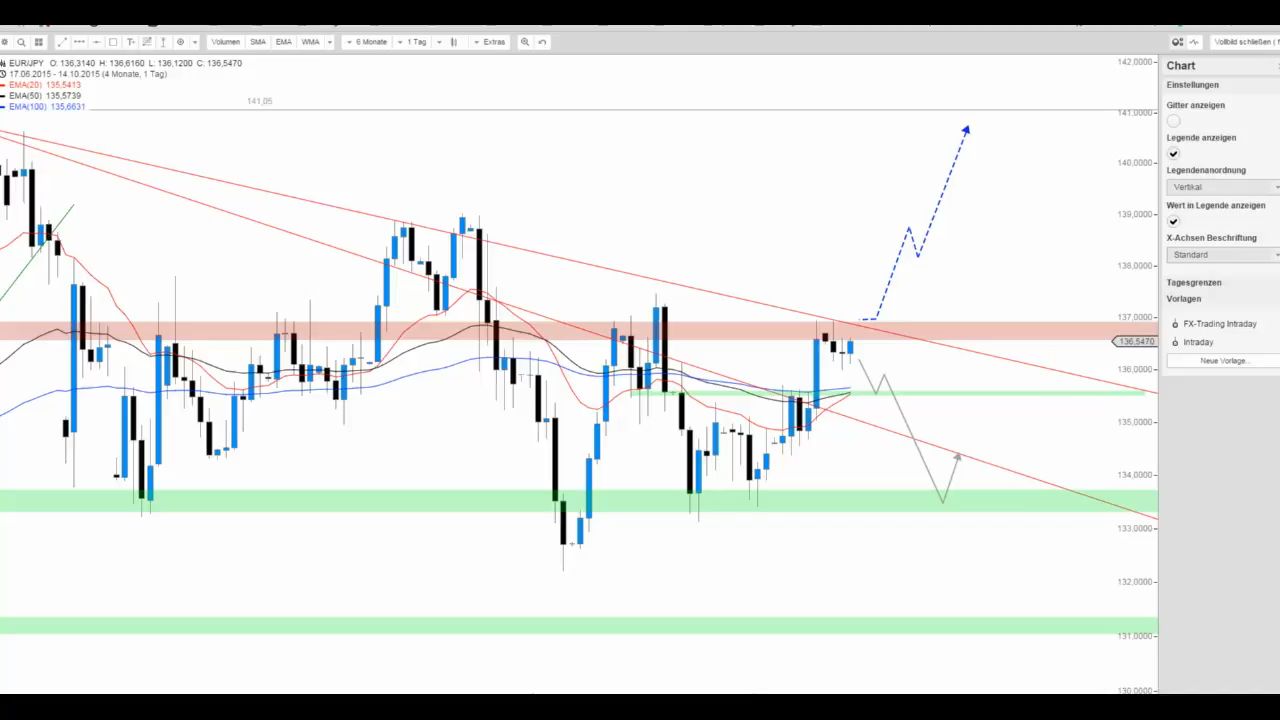 Volumen SMA EMA WMA 6 Monate 1 Tag Extras Vollbild schließen (
EUR/JPY O: 136,3140 H: 136,6160 L: 136,1200 C: 136,5470
17.06.2015 - 14.10.2015 (4 Monate, 1 Tag)
EMA(20) 135,5413
EMA(50) 135,5739
EMA(100) 135,6631
141,05
142,0000
141,0000
140,0000
139,0000
138,0000
137,0000
136,5470
136,0000
135,0000
134,0000
133,0000
132,0000
131,0000
130,0000
Chart
Einstellungen
Gitter anzeigen
Legende anzeigen
Legendenanordnung
Vertikal
Wert in Legende anzeigen
X-Achsen Beschriftung
Standard
Tagesgrenzen
Vorlagen
FX-Trading Intraday
Intraday
Neue Vorlage...